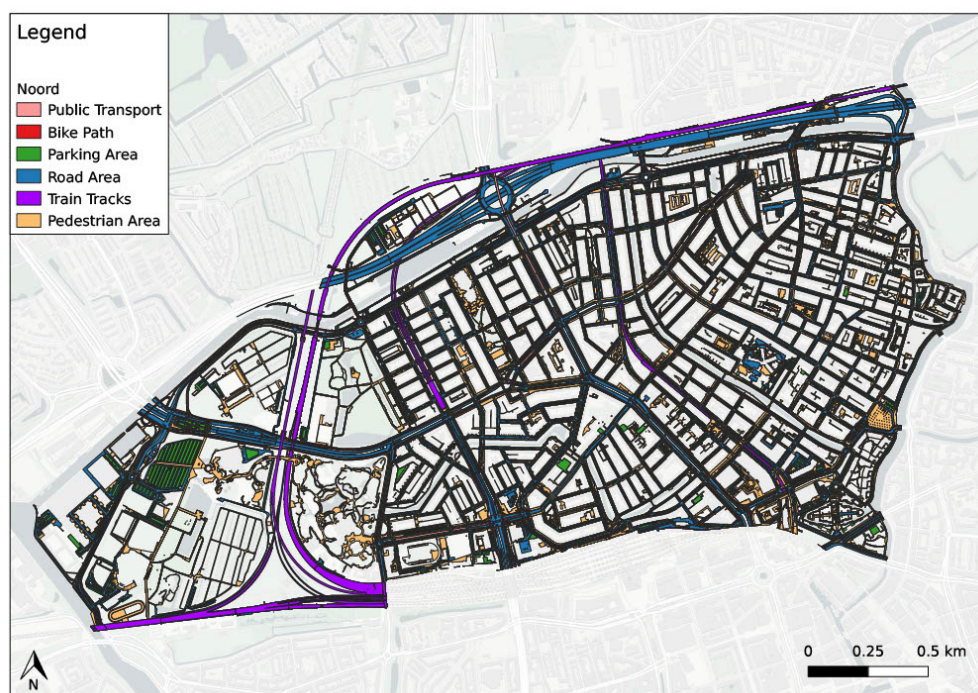 Legend
Noord
Public Transport
Bike Path
Parking Area
Road Area
Train Tracks
Pedestrian Area
N
0 0.25 0.5 km